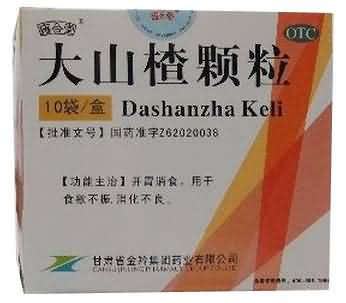 OTC
大山楂颗粒
10袋/盒 Dashanzha Keli
【批准文号】国药准字Z62020038
【功能主治】开胃消食，用于
食欲不振，消化不良。
甘肃省金羚集团药业有限公司